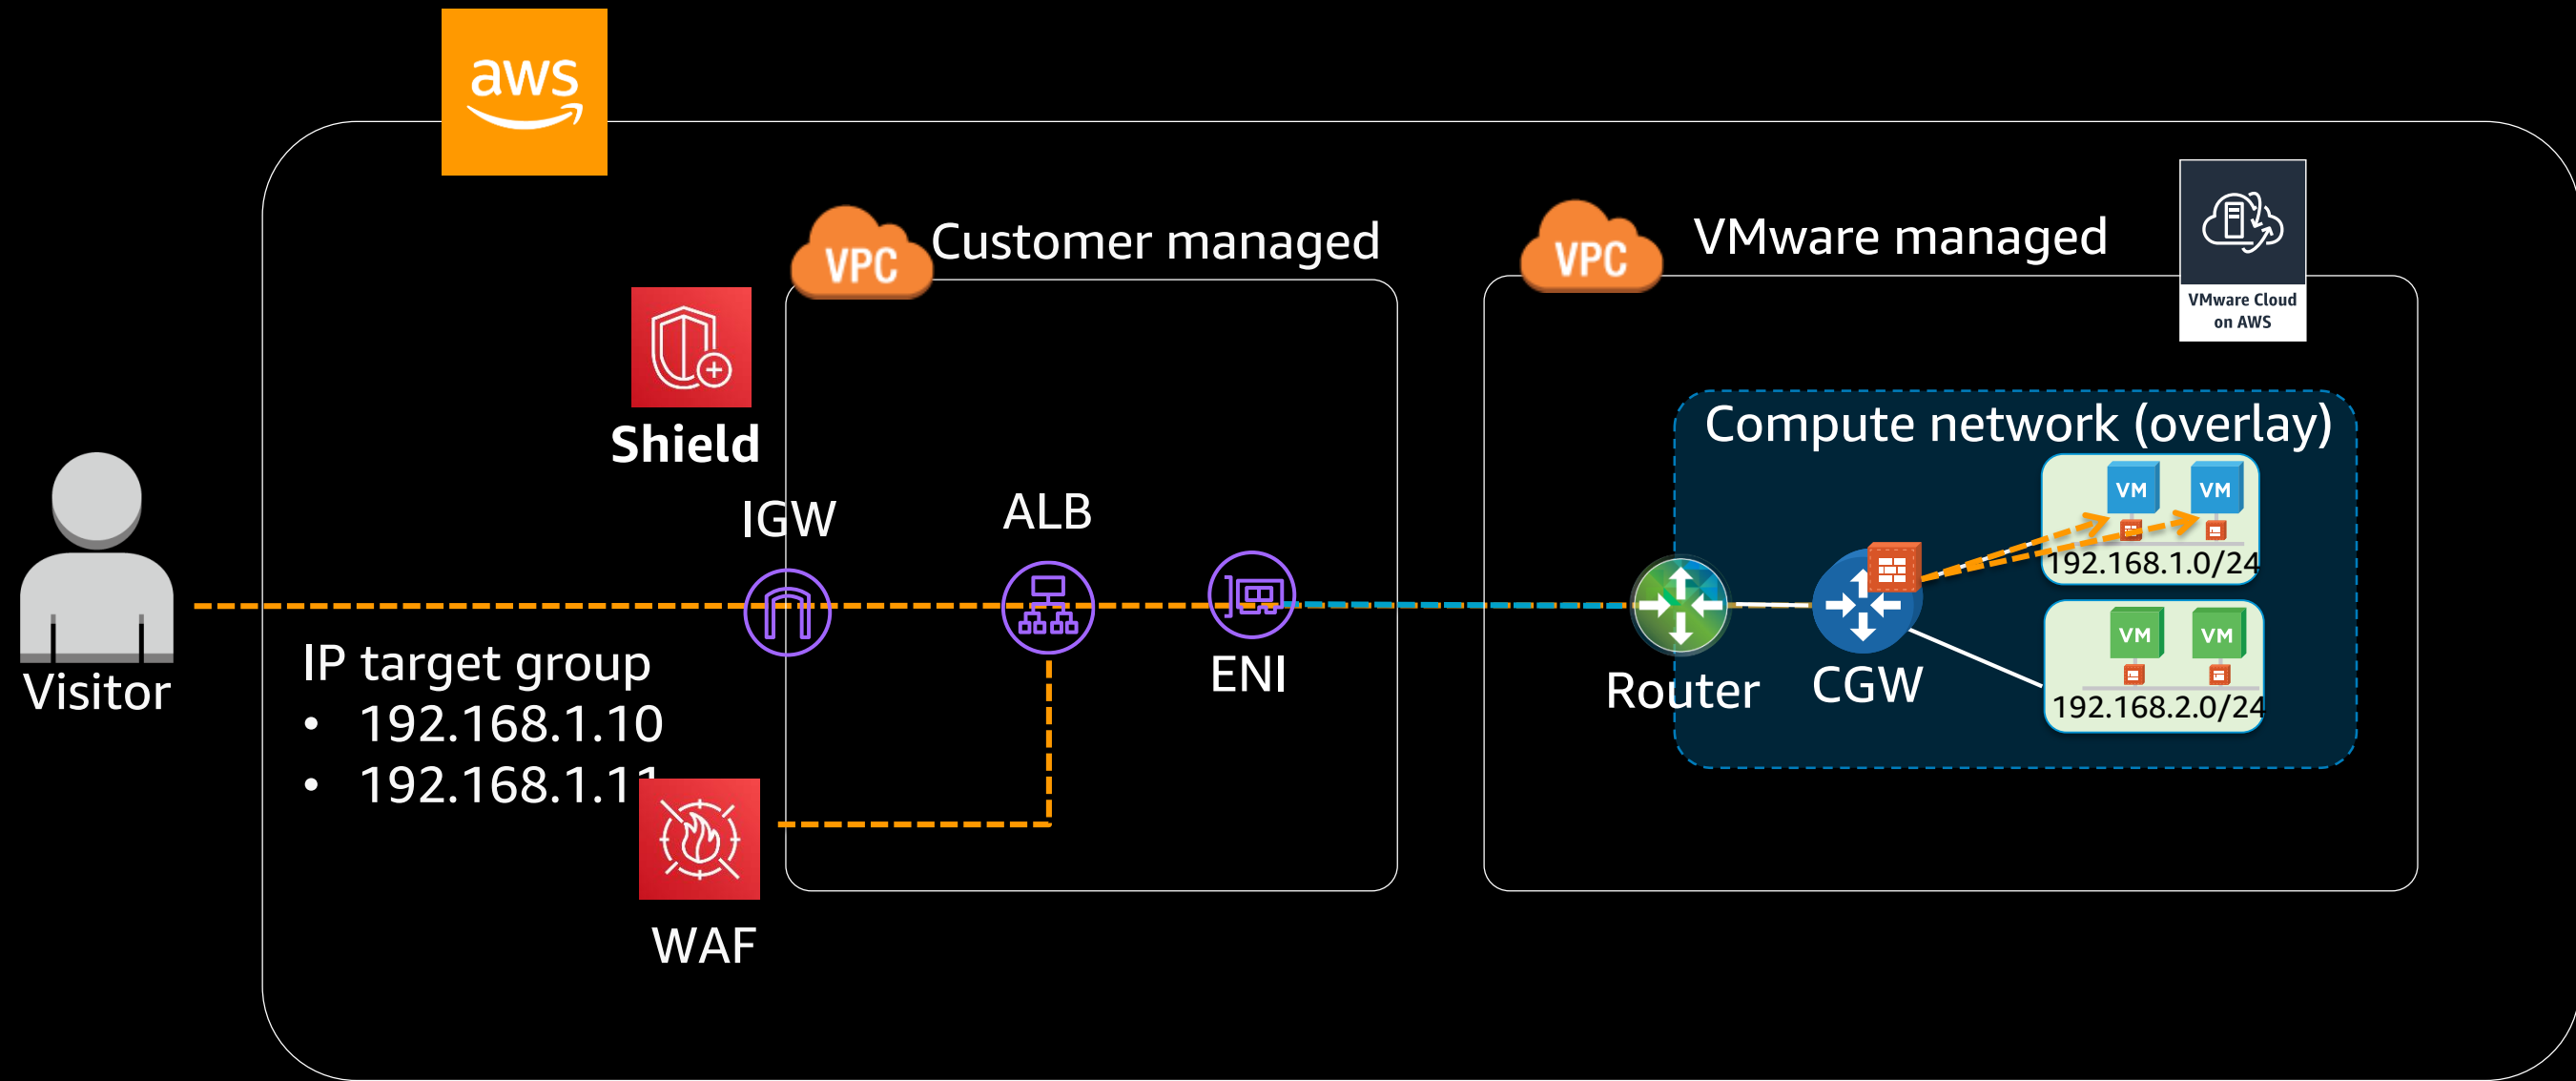 aws
VPC
Customer managed
VPC
VMware managed
VMware Cloud
on AWS
Shield
Compute network (overlay)
VM
VM
192.168.1.0/24
IGW
ALB
ENI
Router
CGW
VM
VM
192.168.2.0/24
Visitor
IP target group
• 192.168.1.10
• 192.168.1.11
WAF